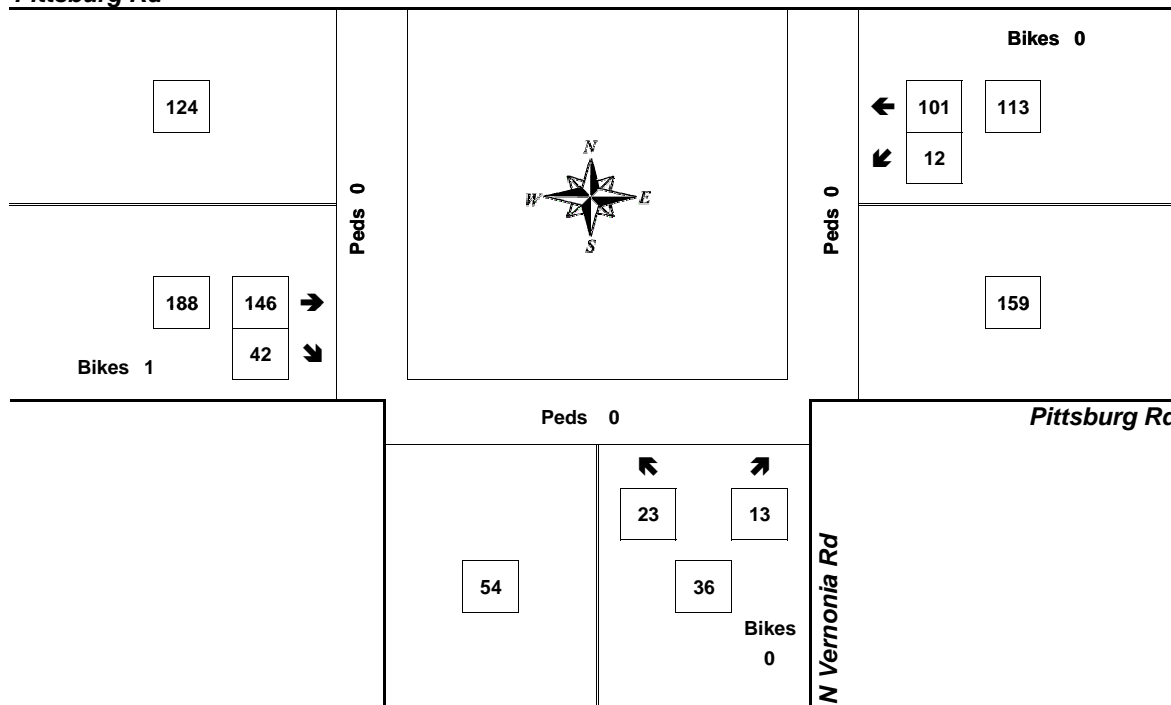 Pittsburg Rd
Bikes 0
124
101 113
12
N
W E
S
Peds 0
Peds 0
188 146
42
Bikes 1
159
Peds 0
Pittsburg Rd
23 13
54
36
Bikes
0
N Vernonia Rd